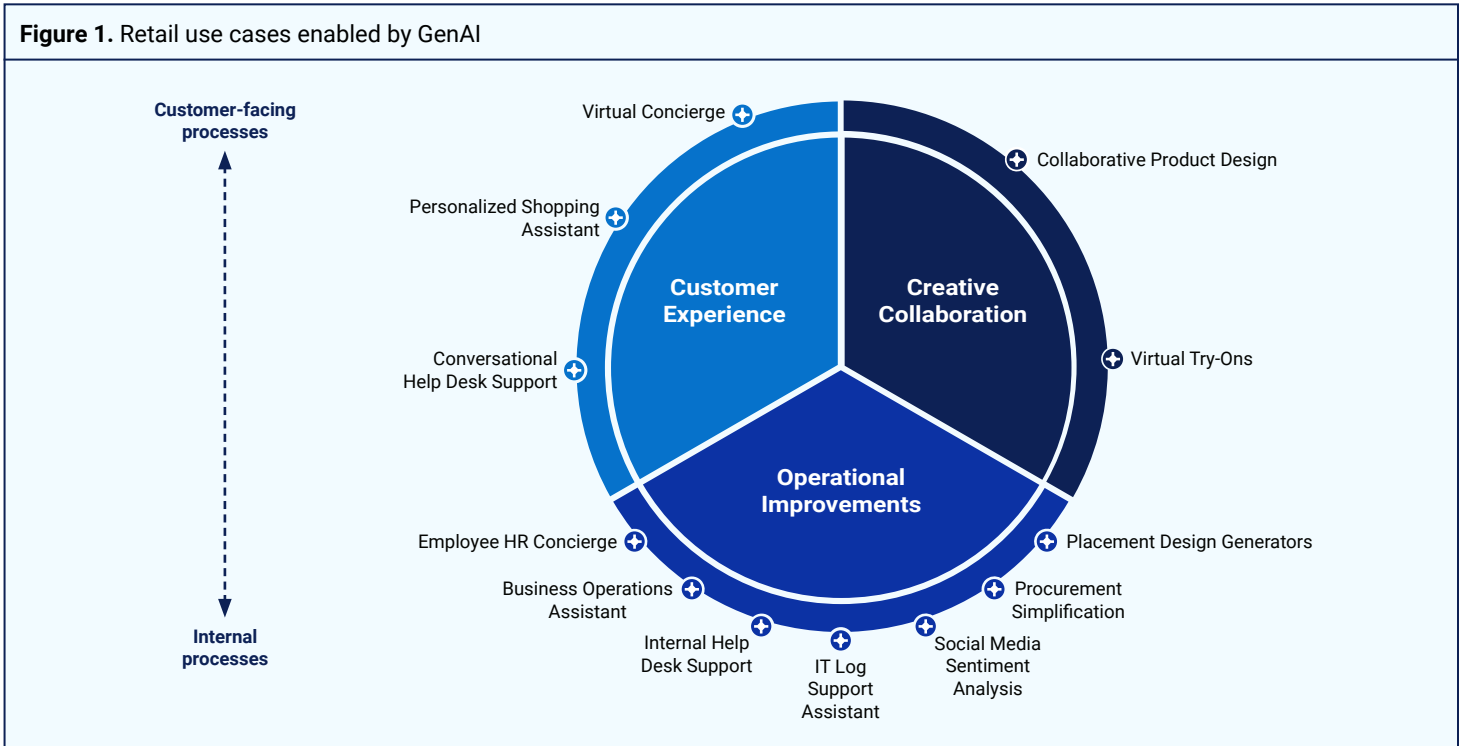 Figure 1. Retail use cases enabled by GenAI
Customer-facing
processes
Internal
processes
Virtual Concierge
Personalized Shopping
Assistant
Conversational
Help Desk Support
Customer
Experience
Creative
Collaboration
Collaborative Product Design
Virtual Try-Ons
Operational
Improvements
Employee HR Concierge
Business Operations
Assistant
Internal Help
Desk Support
IT Log
Support
Assistant
Social Media
Sentiment
Analysis
Procurement
Simplification
Placement Design Generators